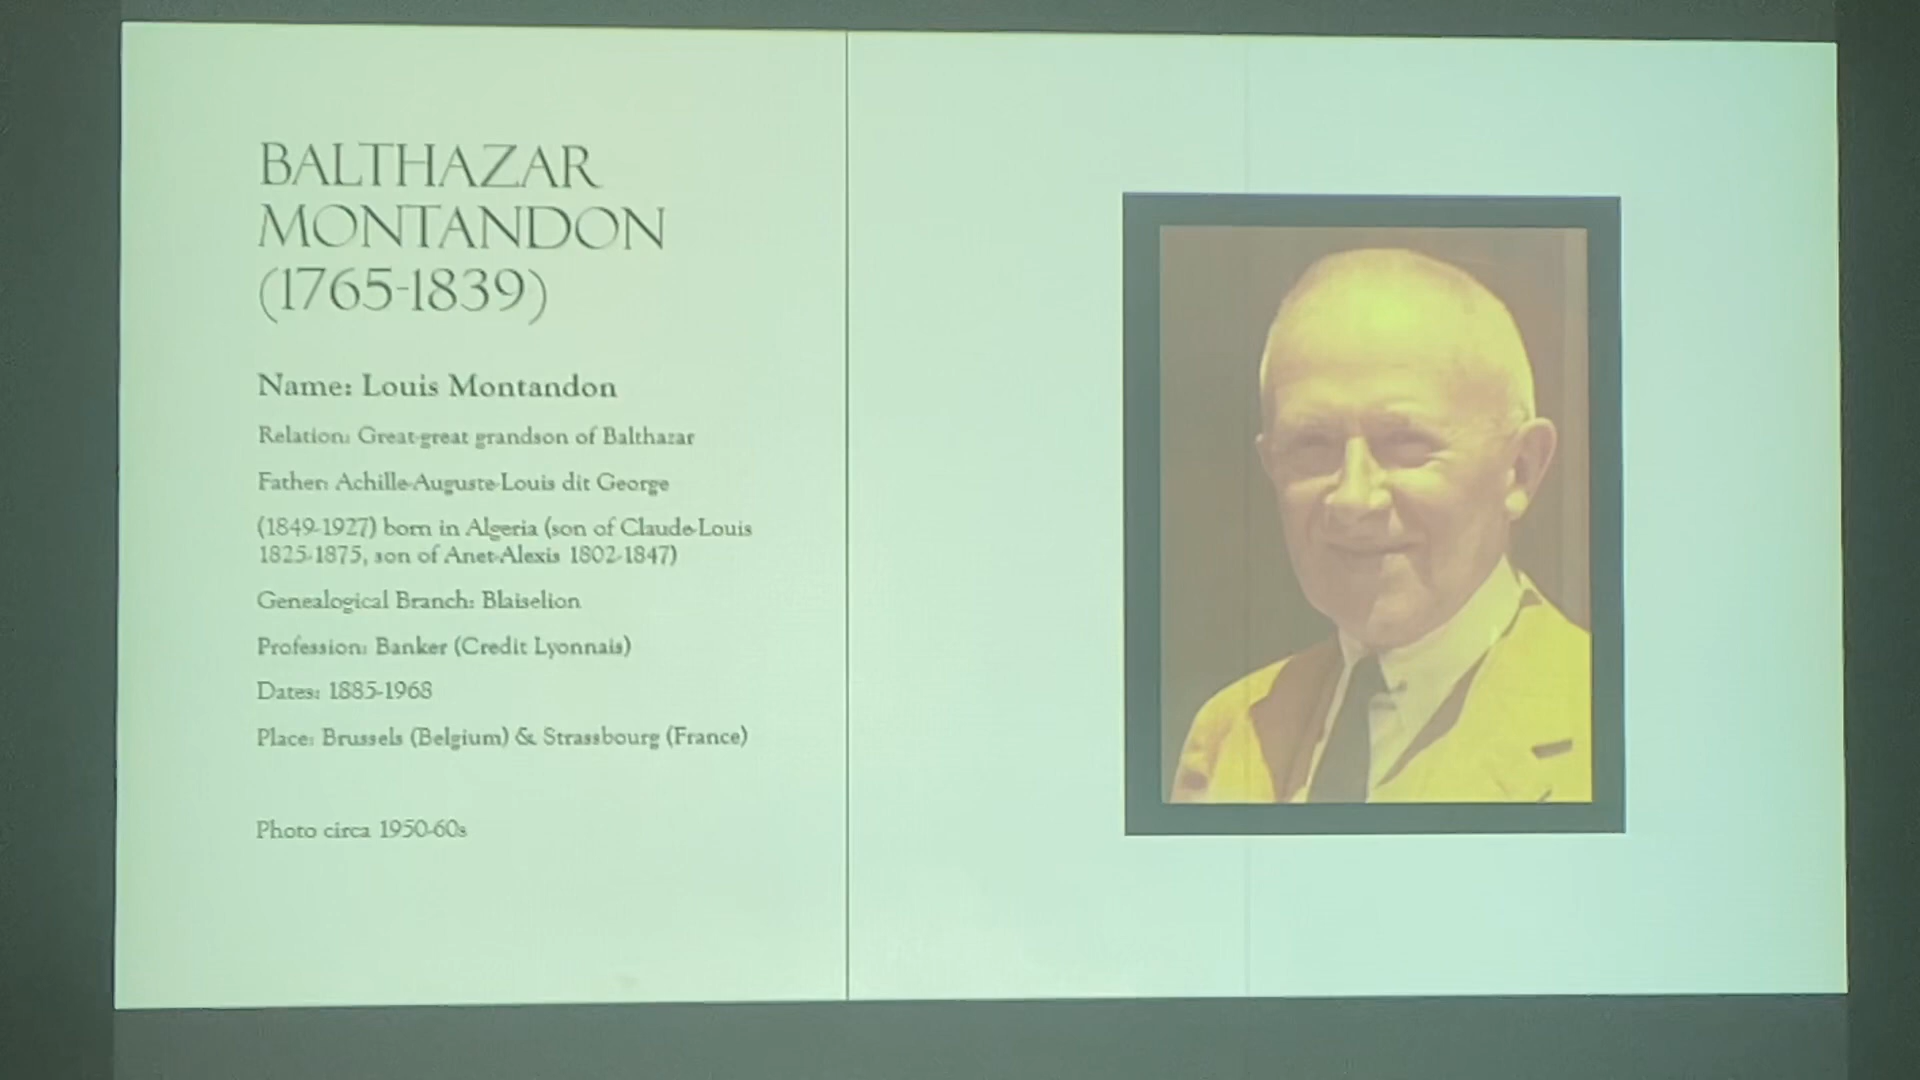 BALTHAZAR
MONTANDON
(1765-1839)
Name: Louis Montandon
Relation: Great-great grandson of Balthazar
Father: Achille-Auguste-Louis dit George
(1849-1927) born in Algeria (son of Claude-Louis
1825-1875, son of Anet-Alexis 1802-1847)
Genealogical Branch: Blaiselion
Profession: Banker (Credit Lyonnais)
Dates: 1885-1968
Place: Brussels (Belgium) & Strassbourg (France)
Photo circa 1950-60s